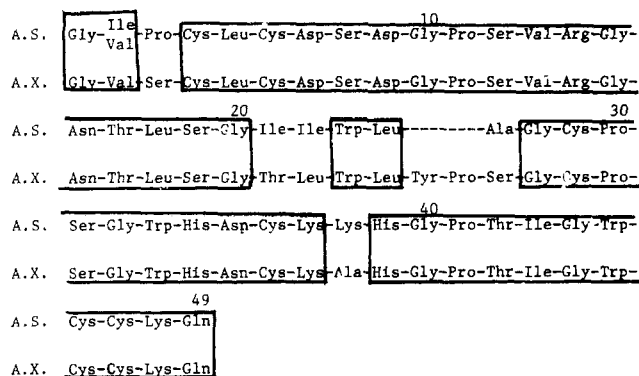 10
A.S. Gly-Ile Val-Pro-Cys-Leu-Cys-Asp-Ser-Asp-Gly-Pro-Ser-Val-Arg-Gly-
A.X. Gly-Val-Ser-Cys-Leu-Cys-Asp-Ser-Asp-Gly-Pro-Ser-Val-Arg-Gly-
20 30
A.S. Asn-Thr-Leu-Ser-Gly-Ile-Ile-Trp-Leu---------Ala-Gly-Cys-Pro-
A.X. Asn-Thr-Leu-Ser-Gly-Thr-Leu-Trp-Leu-Tyr-Pro-Ser-Gly-Cys-Pro-
40
A.S. Ser-Gly-Trp-His-Asn-Cys-Lys-Lys-His-Gly-Pro-Thr-Ile-Gly-Trp-
A.X. Ser-Gly-Trp-His-Asn-Cys-Lys-Ala-His-Gly-Pro-Thr-Ile-Gly-Trp-
49
A.S. Cys-Cys-Lys-Gln
A.X. Cys-Cys-Lys-Gln